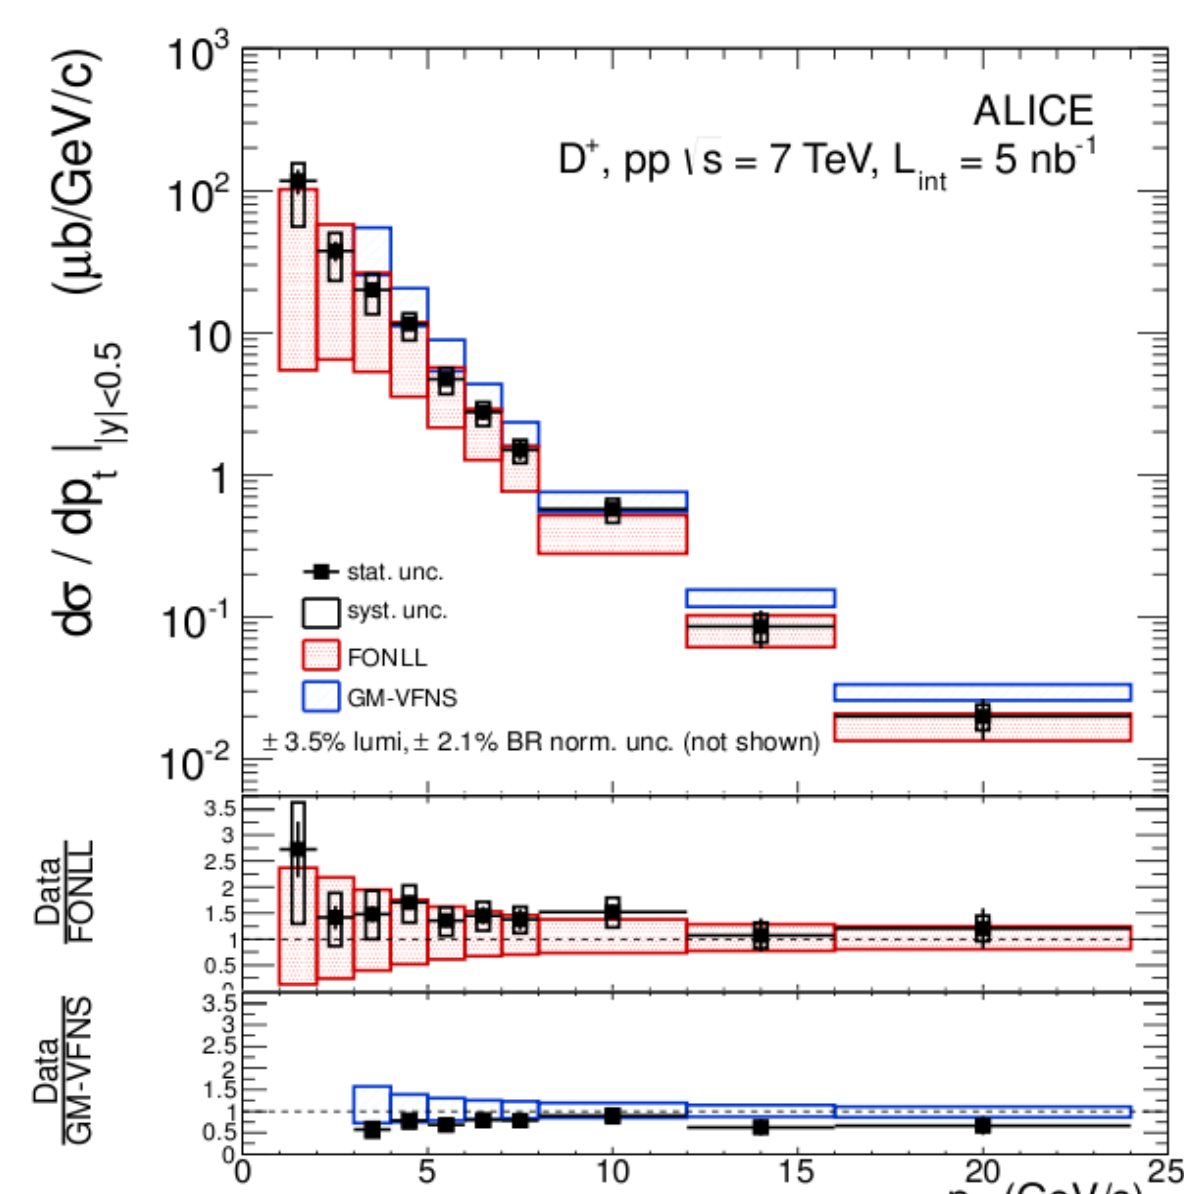 10³
10²
10
1
10⁻¹
10⁻²
dσ / dpₜ ||y|<0.5 (μb/GeV/c)
ALICE
D⁺, pp √s = 7 TeV, Lint = 5 nb⁻¹
stat. unc.
syst. unc.
FONLL
GM-VFNS
± 3.5% lumi, ± 2.1% BR norm. unc. (not shown)
Data
FONLL
3.5
3
2.5
2
1.5
1
0.5
0
Data
GM-VFNS
3.5
3
2.5
2
1.5
1
0.5
0
0 5 10 15 20 25